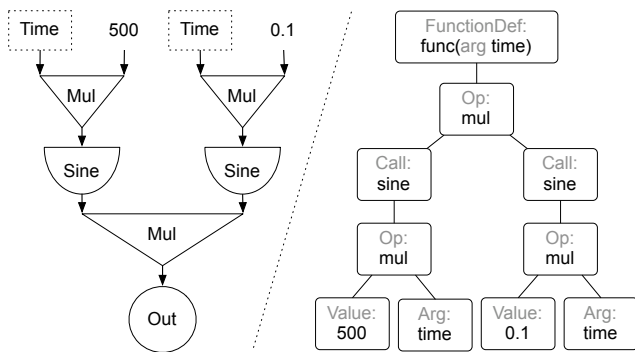 Time 500 Time 0.1
Mul Mul
Sine Sine
Mul
Out
FunctionDef:
func(arg time)
Op:
mul
Call: Call:
sine sine
Op: Op:
mul mul
Value: Arg: Value: Arg:
500 time 0.1 time